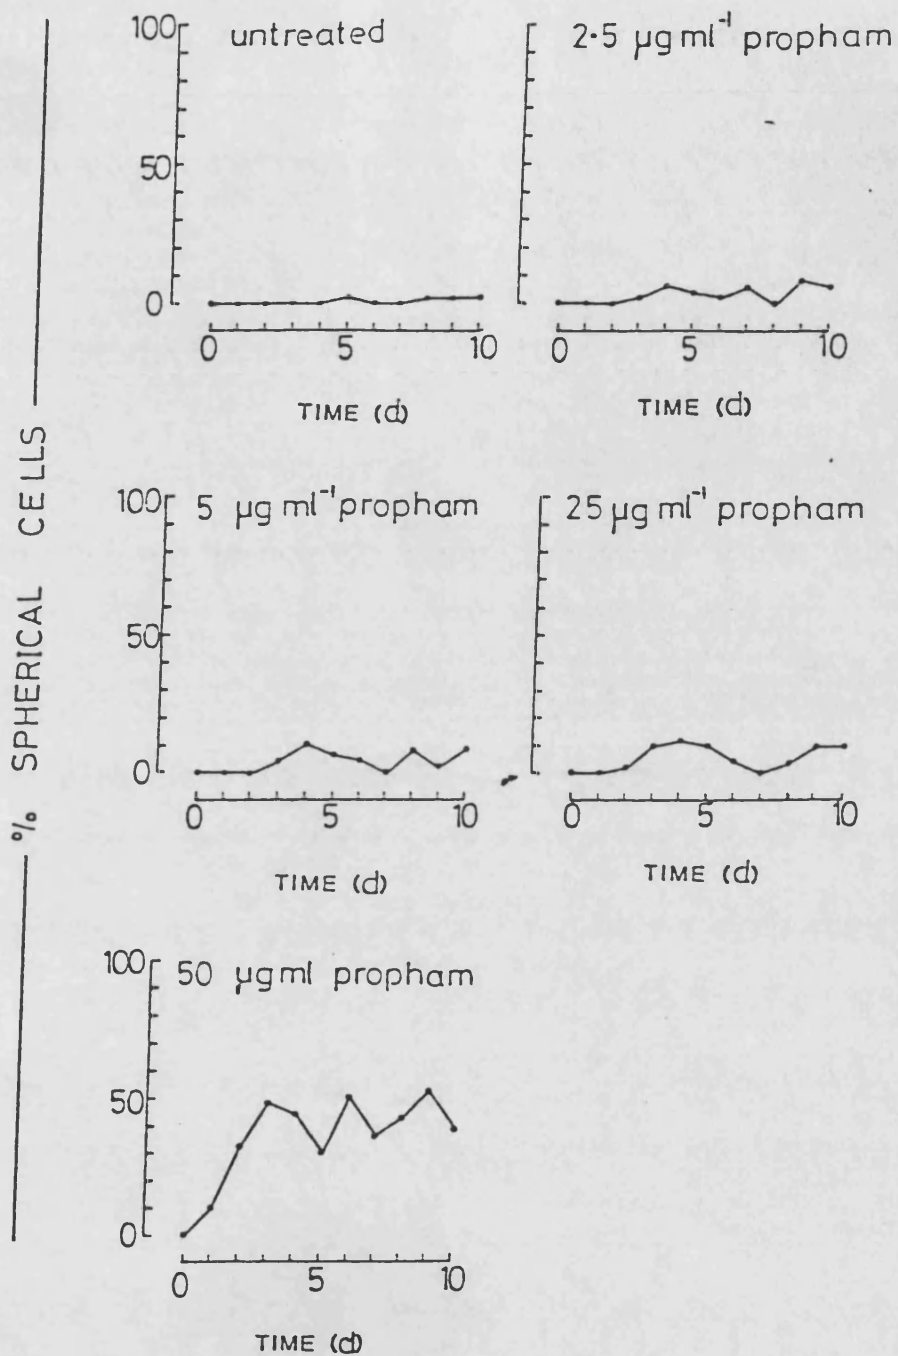 % SPHERICAL CELLS
untreated
100
50
0
0 5 10
TIME (d)
2·5 µg ml⁻¹ propham
0 5 10
TIME (d)
5 µg ml⁻¹ propham
100
50
0
0 5 10
TIME (d)
25 µg ml⁻¹ propham
0 5 10
TIME (d)
50 µg ml propham
100
50
0
0 5 10
TIME (d)